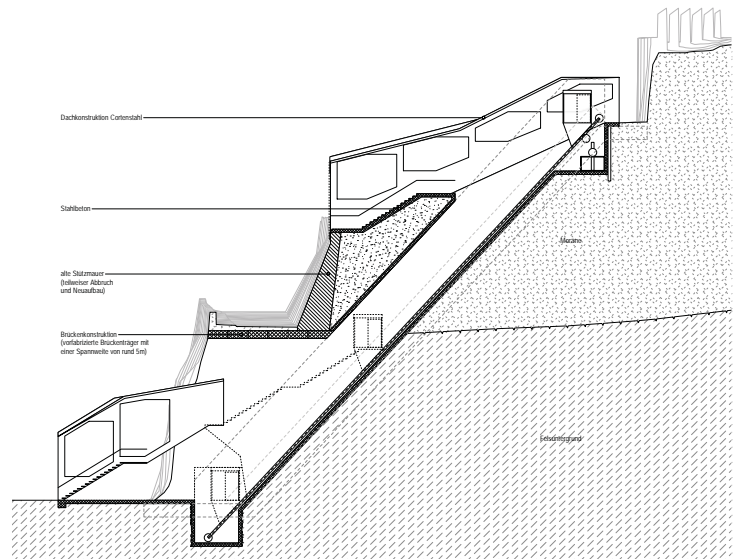 Dachkonstruktion Cortenstahl
Stahlbeton
alte Stützmauer
(teilweiser Abbruch
und Neuaufbau)
Moräne
Brückenkonstruktion
(vorfabrizierte Brückenträger mit
einer Spannweite von rund 5m)
Felsuntergrund